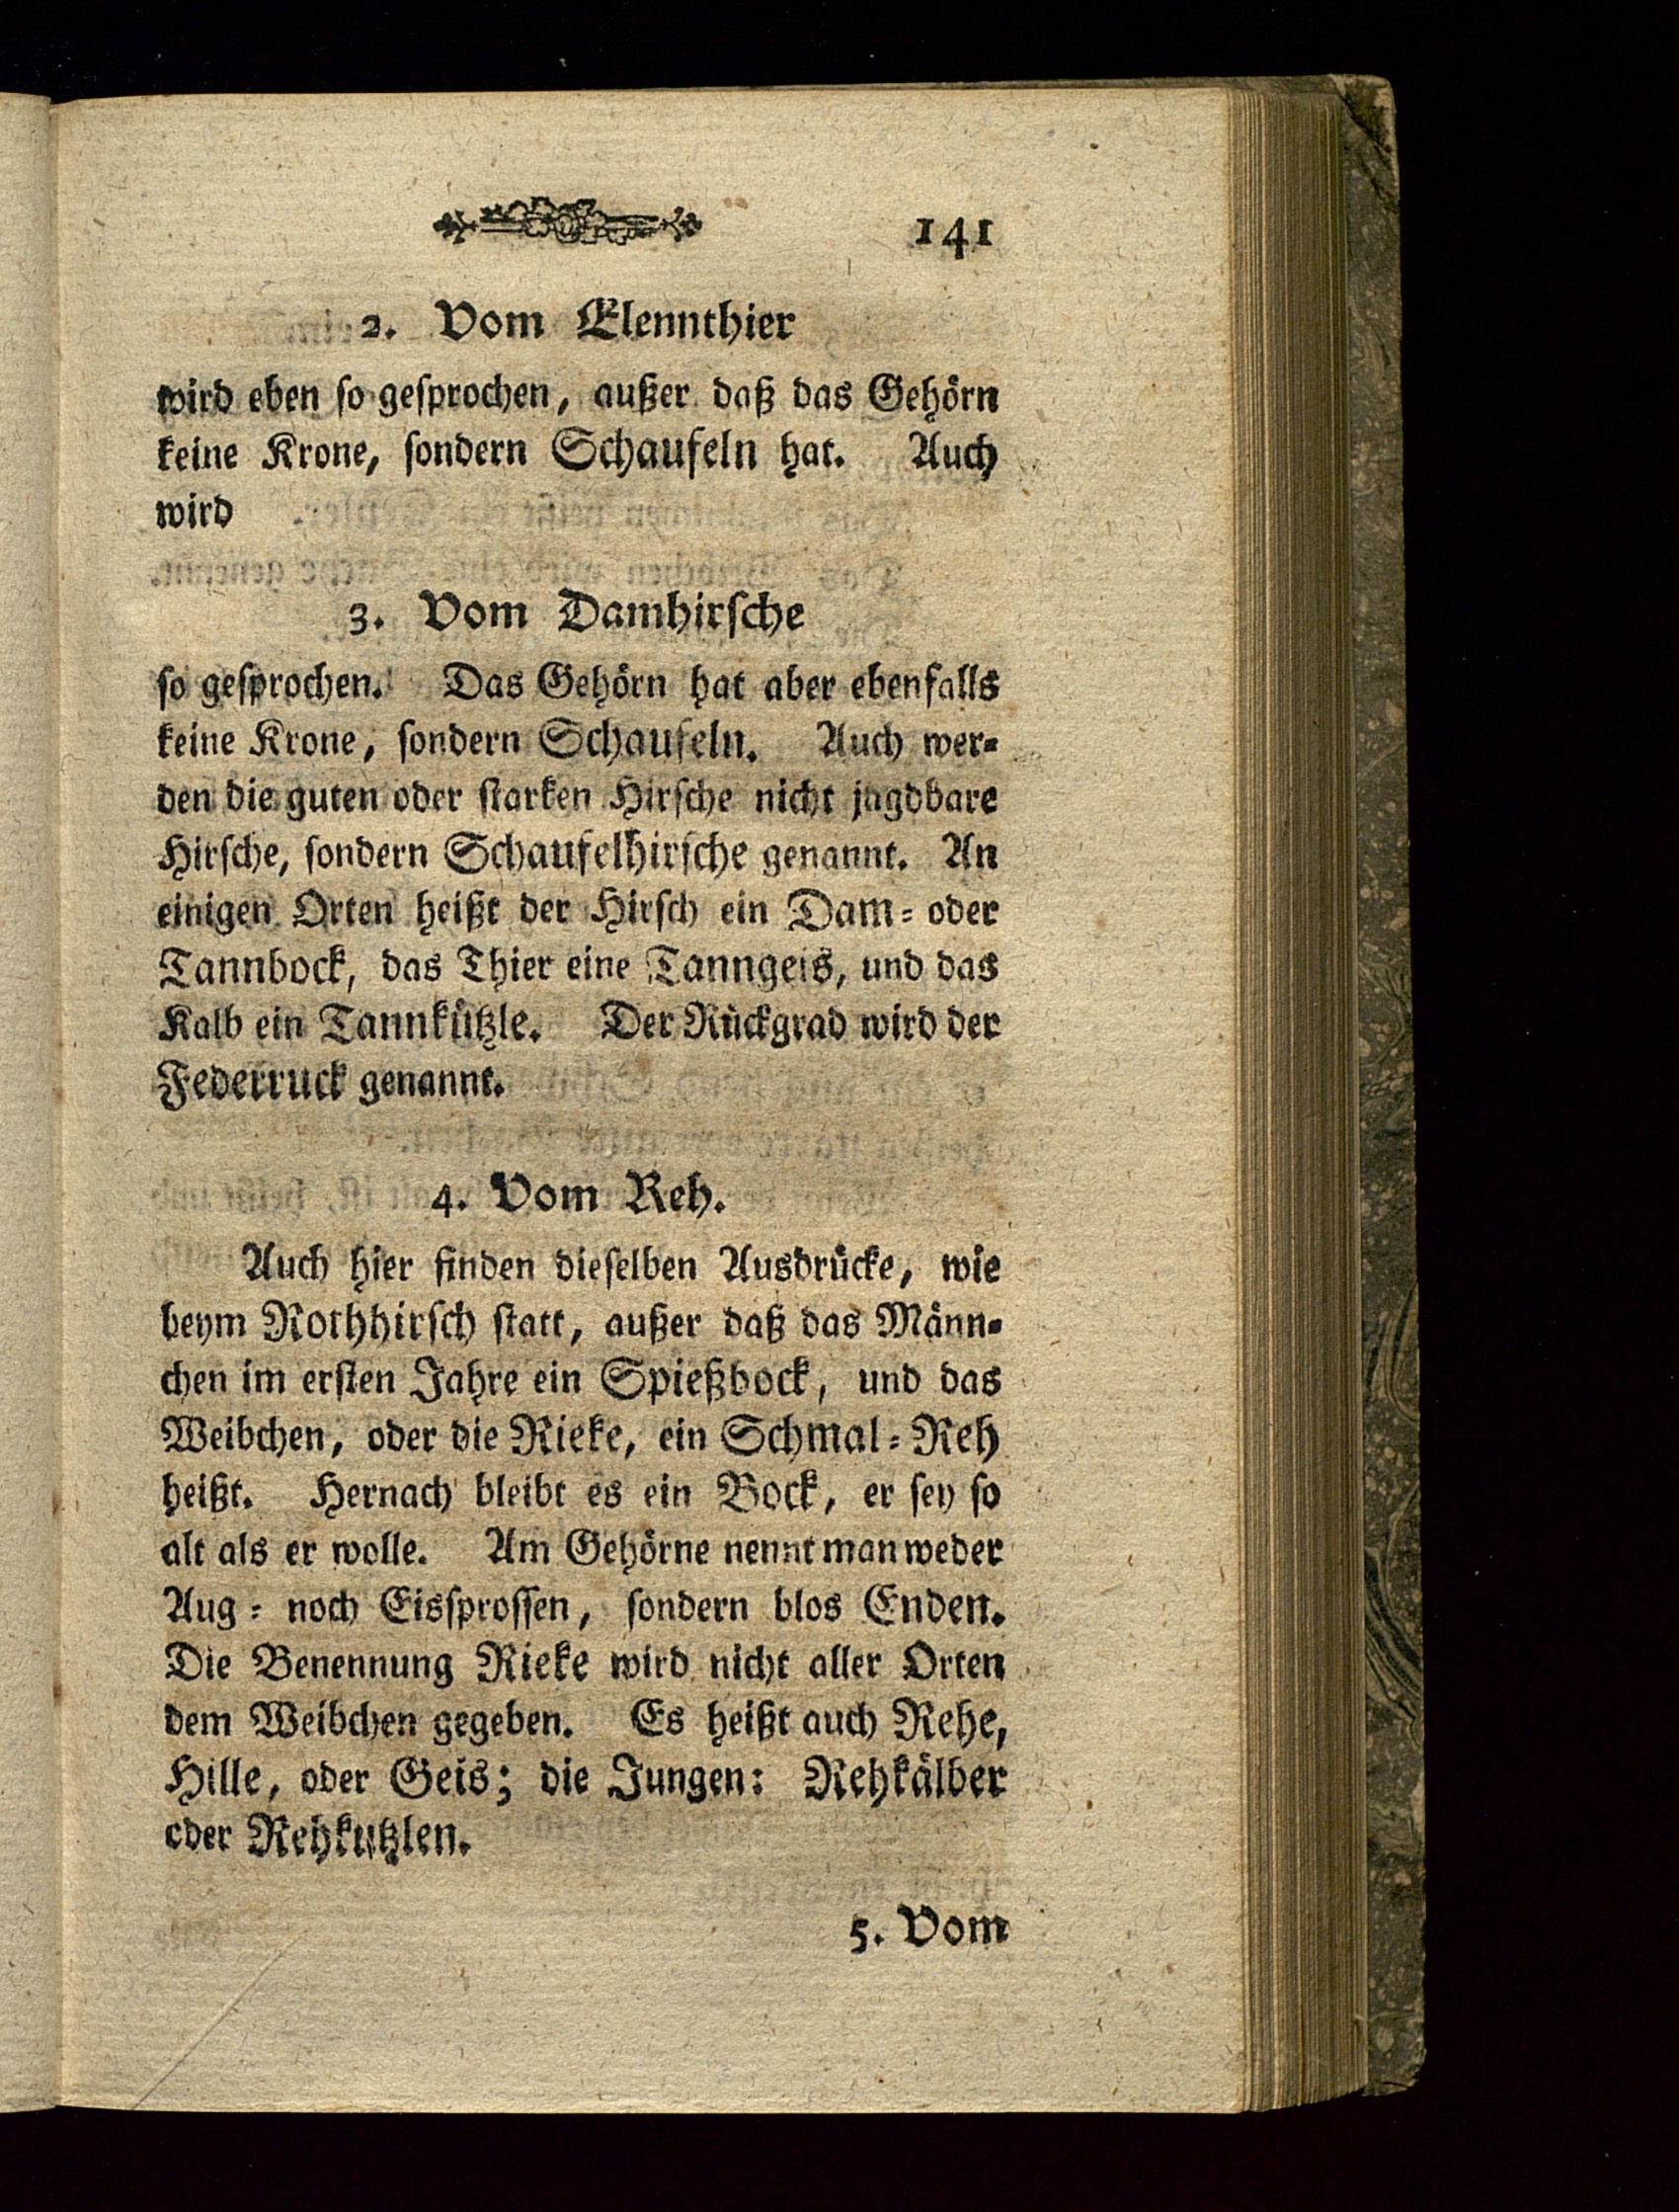 141
2. Vom Elennthier
wird eben ſo geſprochen, außer daß das Gehörn
keine Krone, ſondern Schaufeln hat. Auch
wird
3. Vom Damhirſche
ſo geſprochen. Das Gehörn hat aber ebenfalls
keine Krone, ſondern Schaufeln. Auch wer⸗
den die guten oder ſtarken Hirſche nicht jagdbare
Hirſche, ſondern Schaufelhirſche genannt. An
einigen Orten heißt der Hirſch ein Dam⸗ oder
Tannbock, das Thier eine Tanngeis, und das
Kalb ein Tannkützle. Der Rückgrad wird der
Federruck genannt.
4. Vom Reh.
Auch hier finden dieſelben Ausdrücke, wie
beym Rothhirſch ſtatt, außer daß das Männ⸗
chen im erſten Jahre ein Spießbock, und das
Weibchen, oder die Rieke, ein Schmal⸗Reh
heißt. Hernach bleibt es ein Bock, er ſey ſo
alt als er wolle. Am Gehörne nennt man weder
Aug⸗ noch Eisſproſſen, ſondern blos Enden.
Die Benennung Rieke wird nicht aller Orten
dem Weibchen gegeben. Es heißt auch Rehe,
Hille, oder Geis; die Jungen: Rehkälber
oder Rehkutzlen.
5. Vom